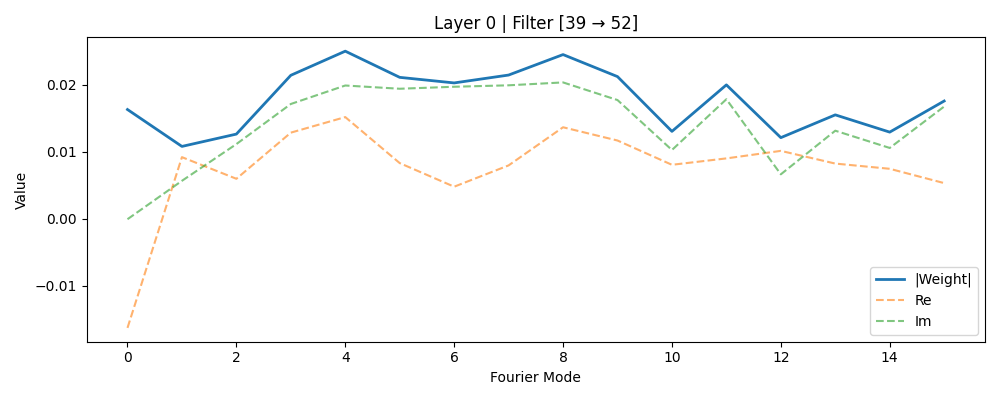 Layer 0 | Filter [39 → 52]
Value
0.02
0.01
0.00
−0.01
|Weight|
Re
Im
0 2 4 6 8 10 12 14
Fourier Mode